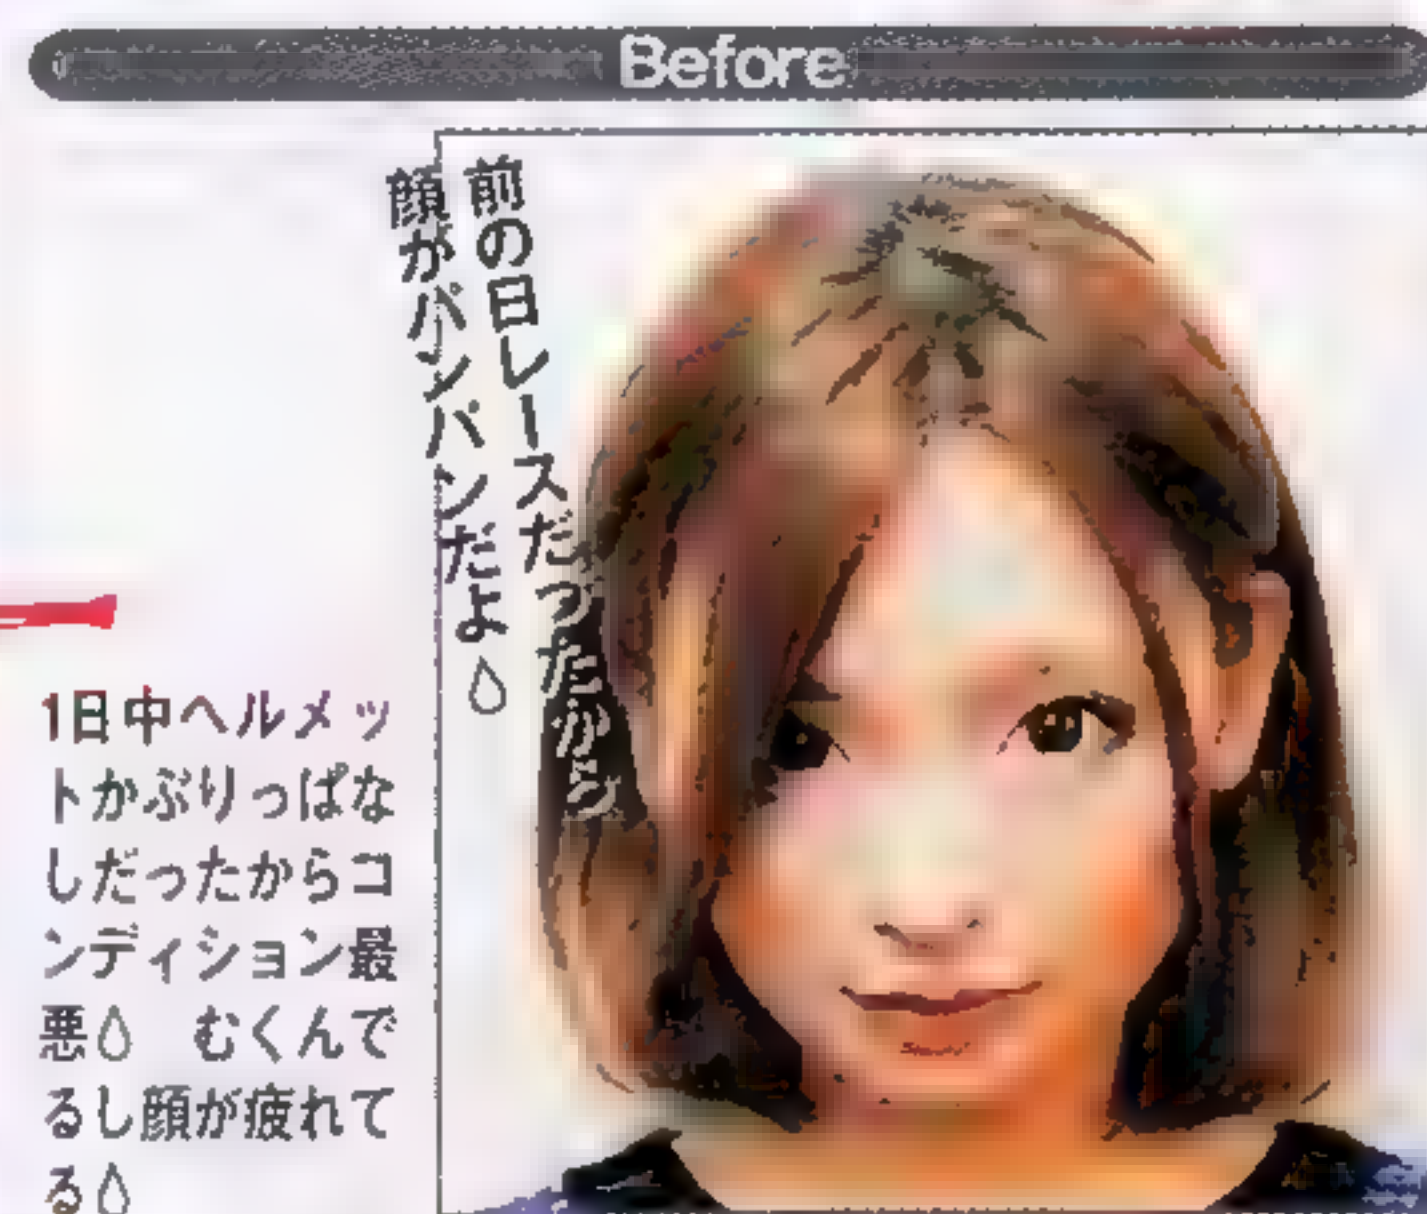 Before
前の日レースだったから
顔がパンパンだよ
1日中ヘルメッ
トかぶりっぱな
しだったからコ
ンディション最
悪 むくんで
るし顔が疲れて
る